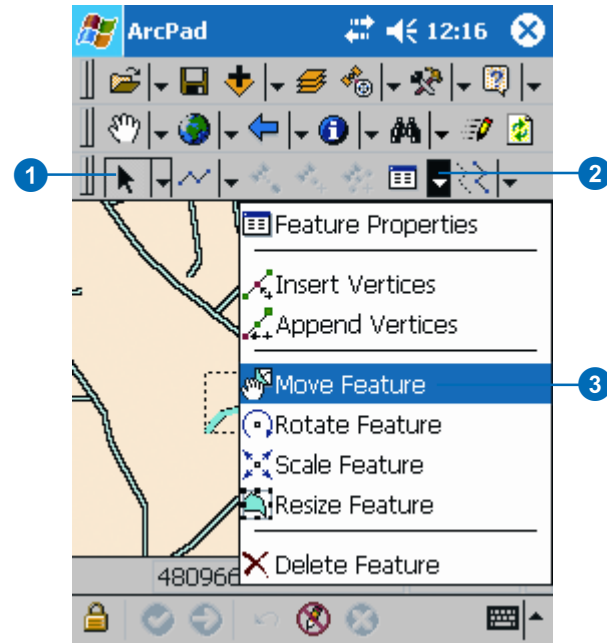 ArcPad 12:16
1
2
Feature Properties
Insert Vertices
Append Vertices
Move Feature
3
Rotate Feature
Scale Feature
Resize Feature
Delete Feature
480966